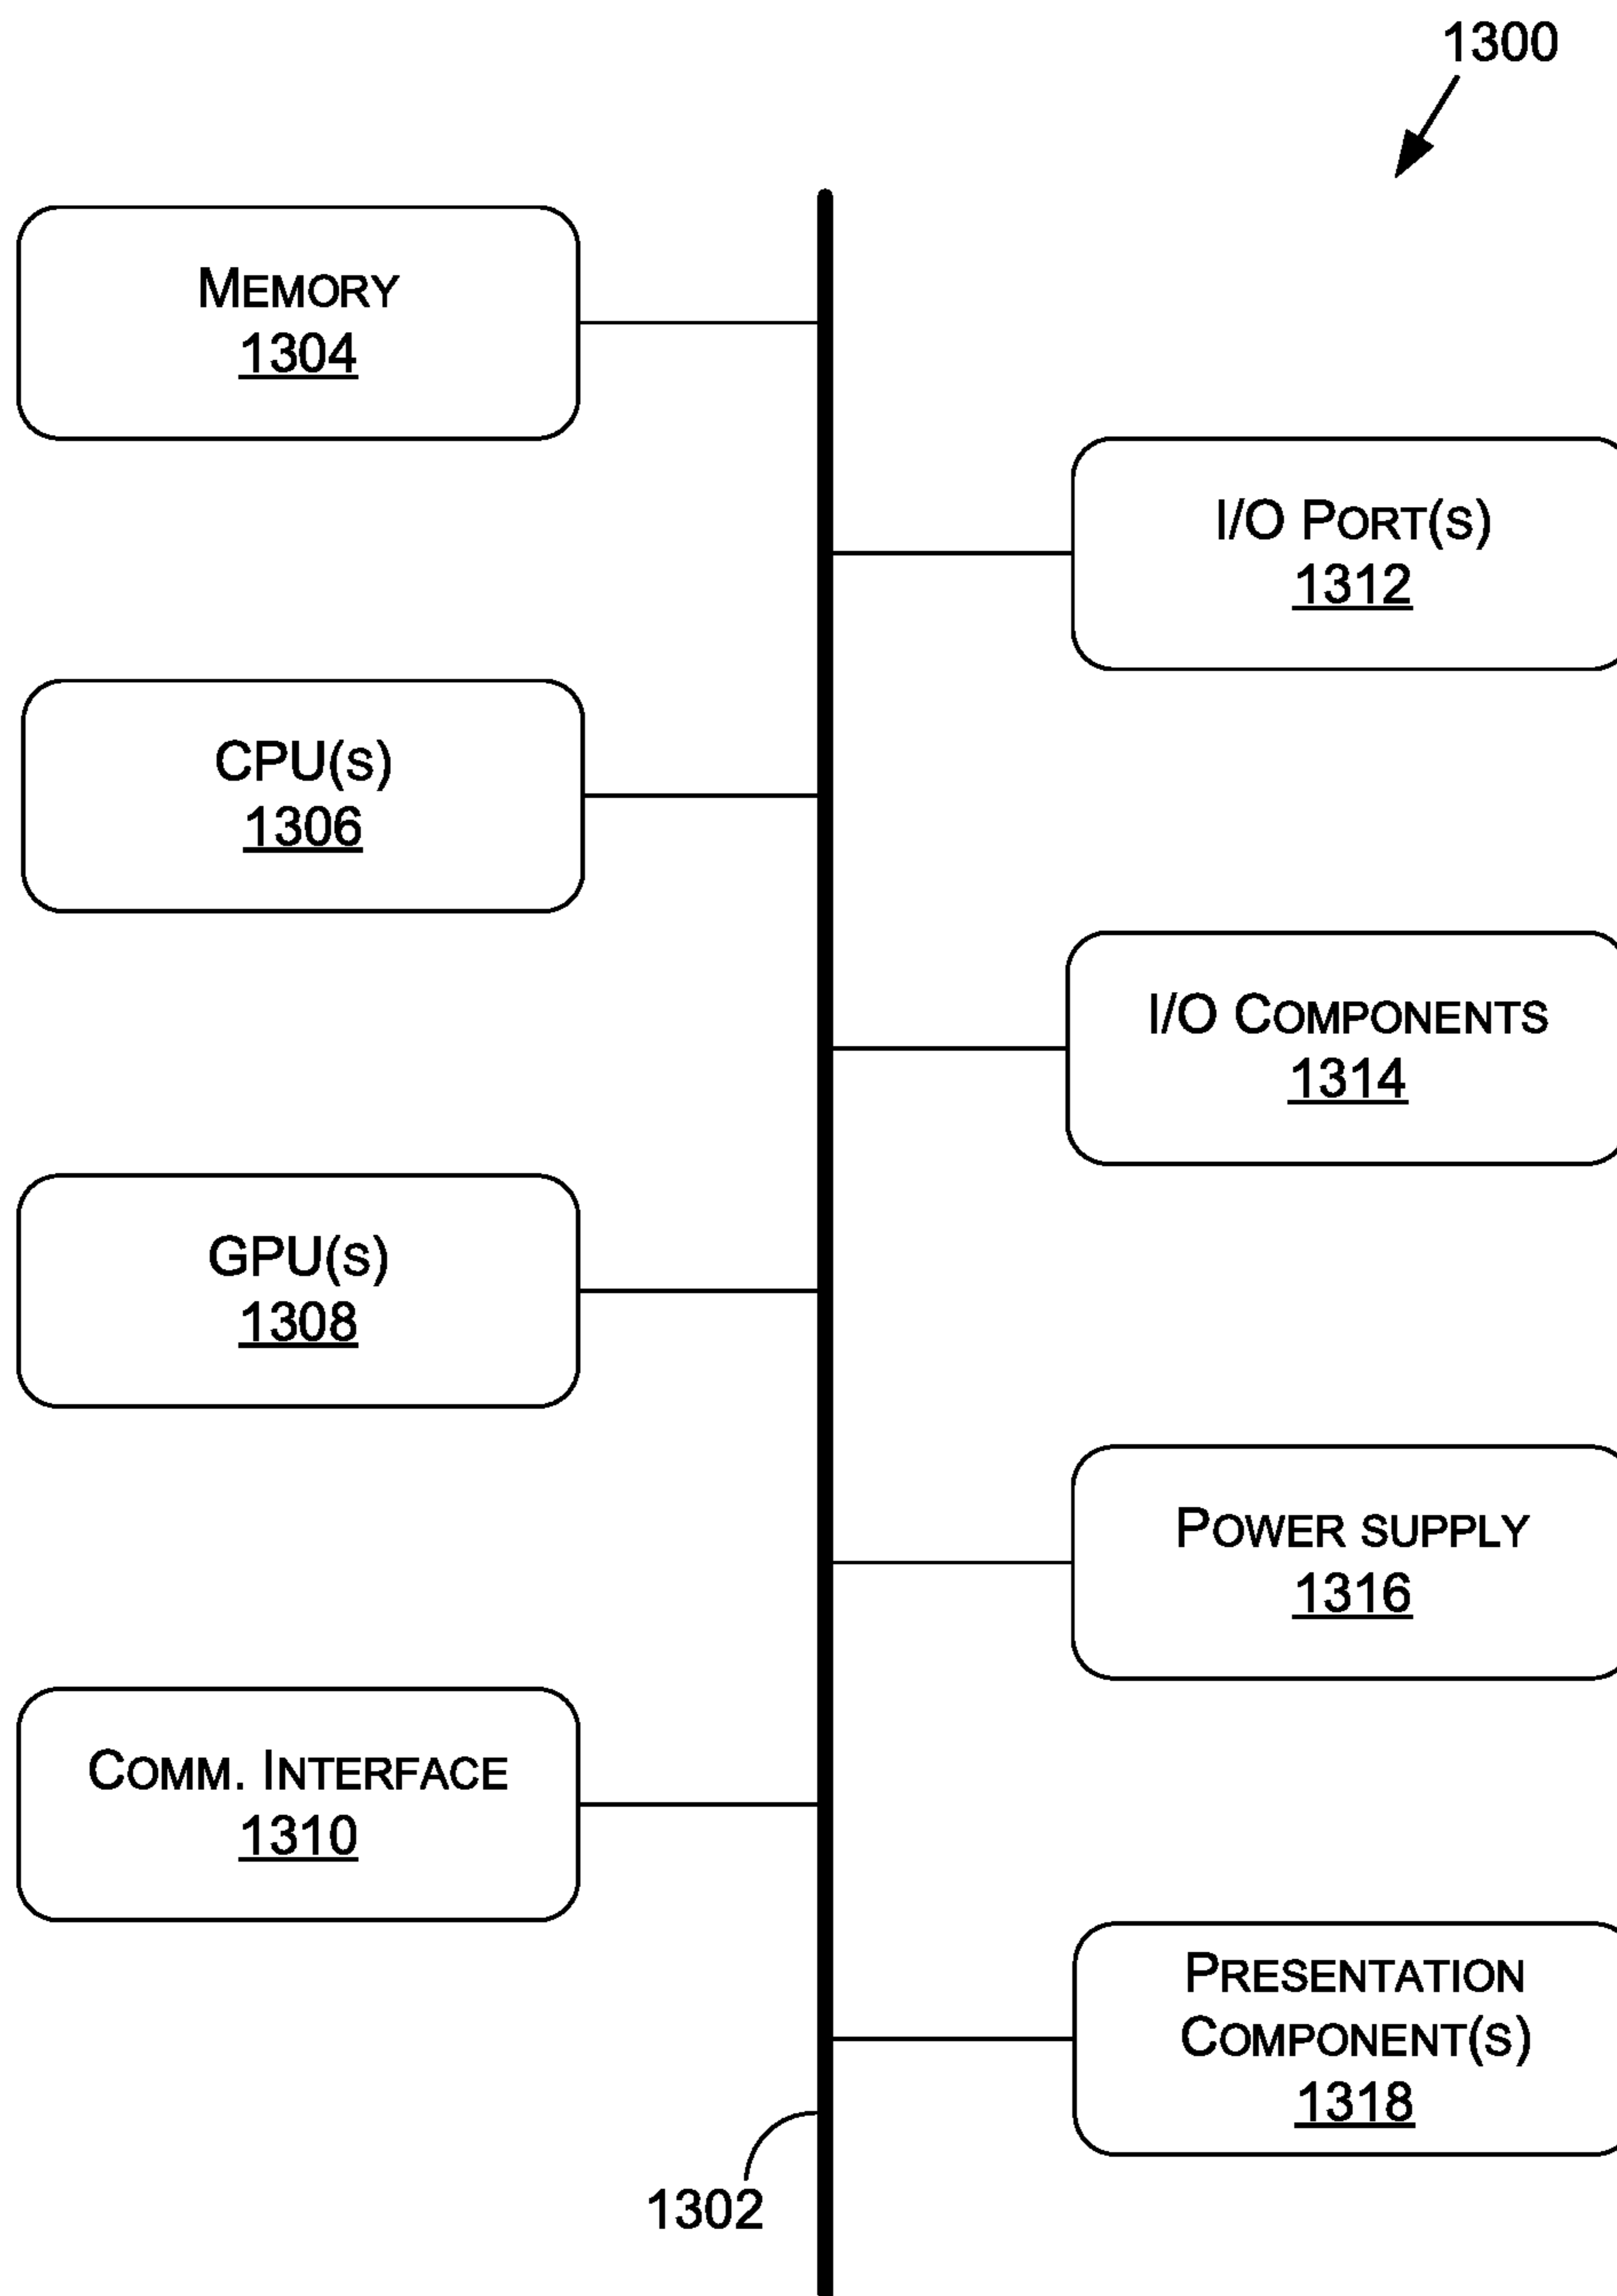 1300
MEMORY
1304
I/O PORT(S)
1312
CPU(S)
1306
I/O COMPONENTS
1314
GPU(S)
1308
POWER SUPPLY
1316
COMM. INTERFACE
1310
PRESENTATION
COMPONENT(S)
1318
1302